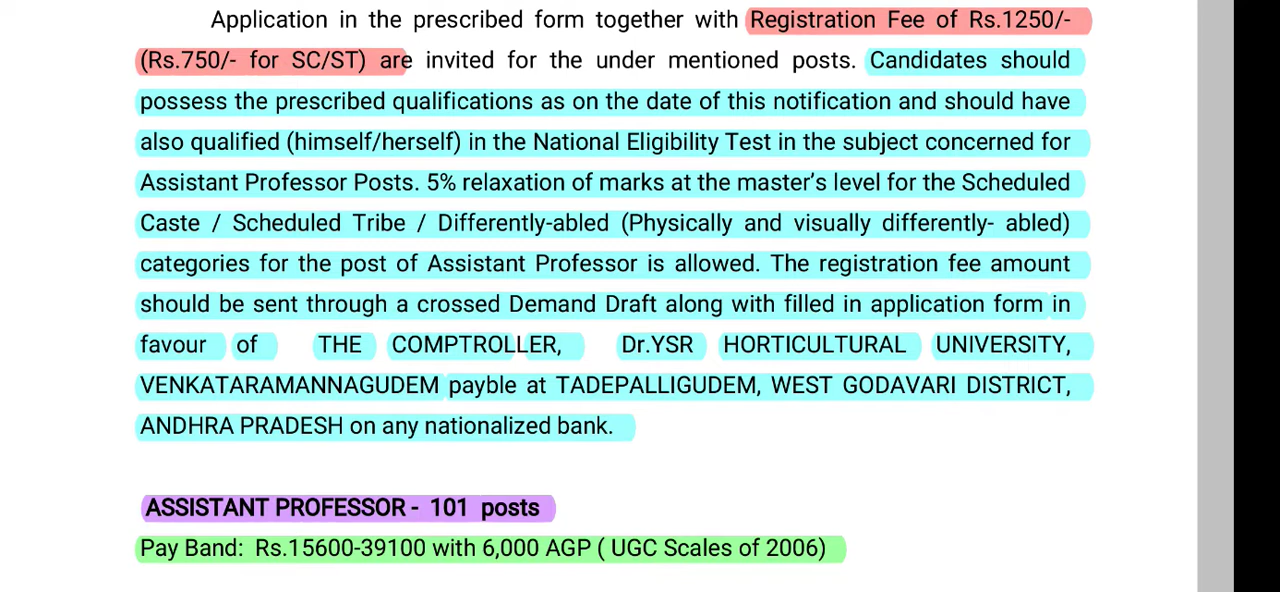 Application in the prescribed form together with Registration Fee of Rs.1250/-
(Rs.750/- for SC/ST) are invited for the under mentioned posts. Candidates should
possess the prescribed qualifications as on the date of this notification and should have
also qualified (himself/herself) in the National Eligibility Test in the subject concerned for
Assistant Professor Posts. 5% relaxation of marks at the master's level for the Scheduled
Caste / Scheduled Tribe / Differently-abled (Physically and visually differently- abled)
categories for the post of Assistant Professor is allowed. The registration fee amount
should be sent through a crossed Demand Draft along with filled in application form in
favour of THE COMPTROLLER, Dr.YSR HORTICULTURAL UNIVERSITY,
VENKATARAMANNAGUDEM payble at TADEPALLIGUDEM, WEST GODAVARI DISTRICT,
ANDHRA PRADESH on any nationalized bank.
ASSISTANT PROFESSOR - 101 posts
Pay Band: Rs.15600-39100 with 6,000 AGP ( UGC Scales of 2006)